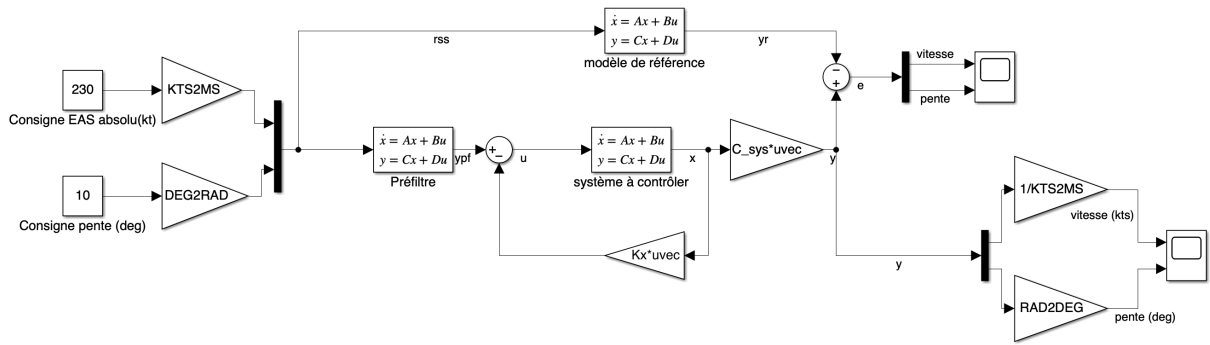 ẋ = Ax + Bu
y = Cx + Du
rss
yr
modèle de référence
230
KTS2MS
Consigne EAS absolu(kt)
−
+
e
vitesse
pente
ẋ = Ax + Bu
y = Cx + Du
ypf
Préfiltre
+
−
u
ẋ = Ax + Bu
y = Cx + Du
x
système à contrôler
C_sys*uvec
y
10
DEG2RAD
Consigne pente (deg)
Kx*uvec
y
1/KTS2MS
vitesse (kts)
RAD2DEG
pente (deg)